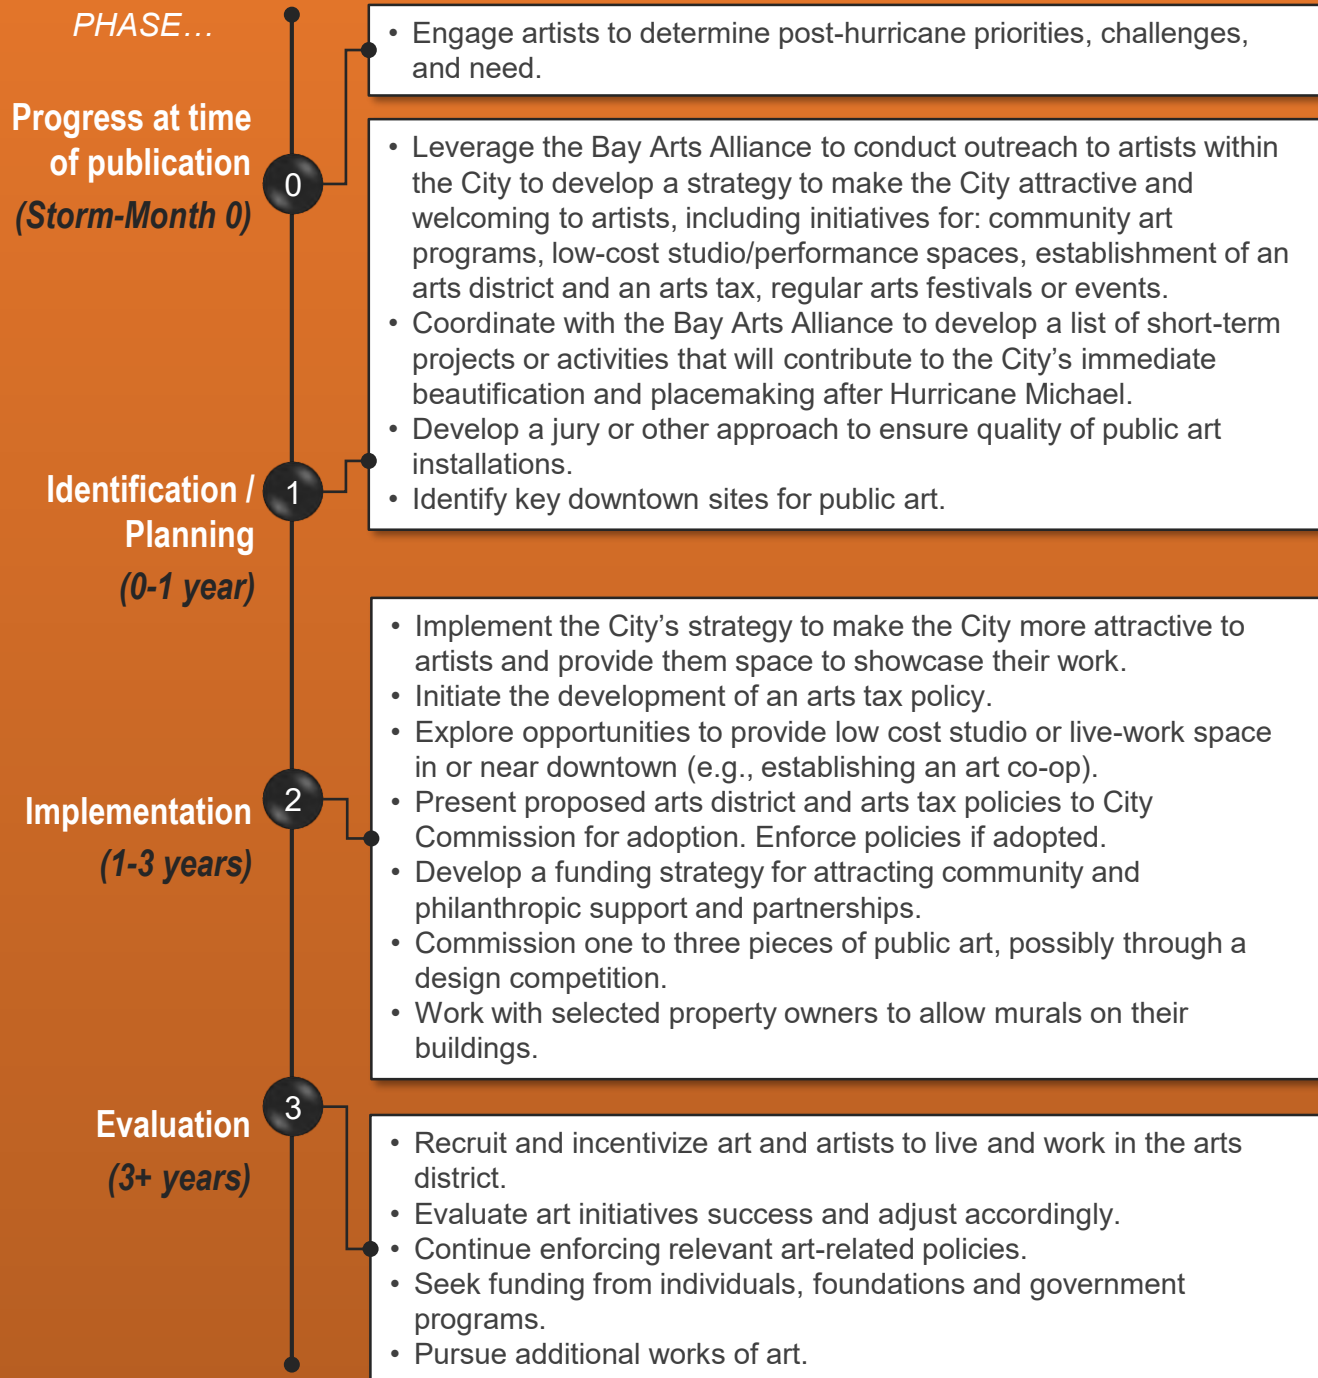 PHASE…
Progress at time
of publication
(Storm-Month 0)
0
• Engage artists to determine post-hurricane priorities, challenges,
and need.
Identification /
Planning
(0-1 year)
1
• Leverage the Bay Arts Alliance to conduct outreach to artists within
the City to develop a strategy to make the City attractive and
welcoming to artists, including initiatives for: community art
programs, low-cost studio/performance spaces, establishment of an
arts district and an arts tax, regular arts festivals or events.
• Coordinate with the Bay Arts Alliance to develop a list of short-term
projects or activities that will contribute to the City’s immediate
beautification and placemaking after Hurricane Michael.
• Develop a jury or other approach to ensure quality of public art
installations.
• Identify key downtown sites for public art.
Implementation
(1-3 years)
2
• Implement the City’s strategy to make the City more attractive to
artists and provide them space to showcase their work.
• Initiate the development of an arts tax policy.
• Explore opportunities to provide low cost studio or live-work space
in or near downtown (e.g., establishing an art co-op).
• Present proposed arts district and arts tax policies to City
Commission for adoption. Enforce policies if adopted.
• Develop a funding strategy for attracting community and
philanthropic support and partnerships.
• Commission one to three pieces of public art, possibly through a
design competition.
• Work with selected property owners to allow murals on their
buildings.
Evaluation
(3+ years)
3
• Recruit and incentivize art and artists to live and work in the arts
district.
• Evaluate art initiatives success and adjust accordingly.
• Continue enforcing relevant art-related policies.
• Seek funding from individuals, foundations and government
programs.
• Pursue additional works of art.